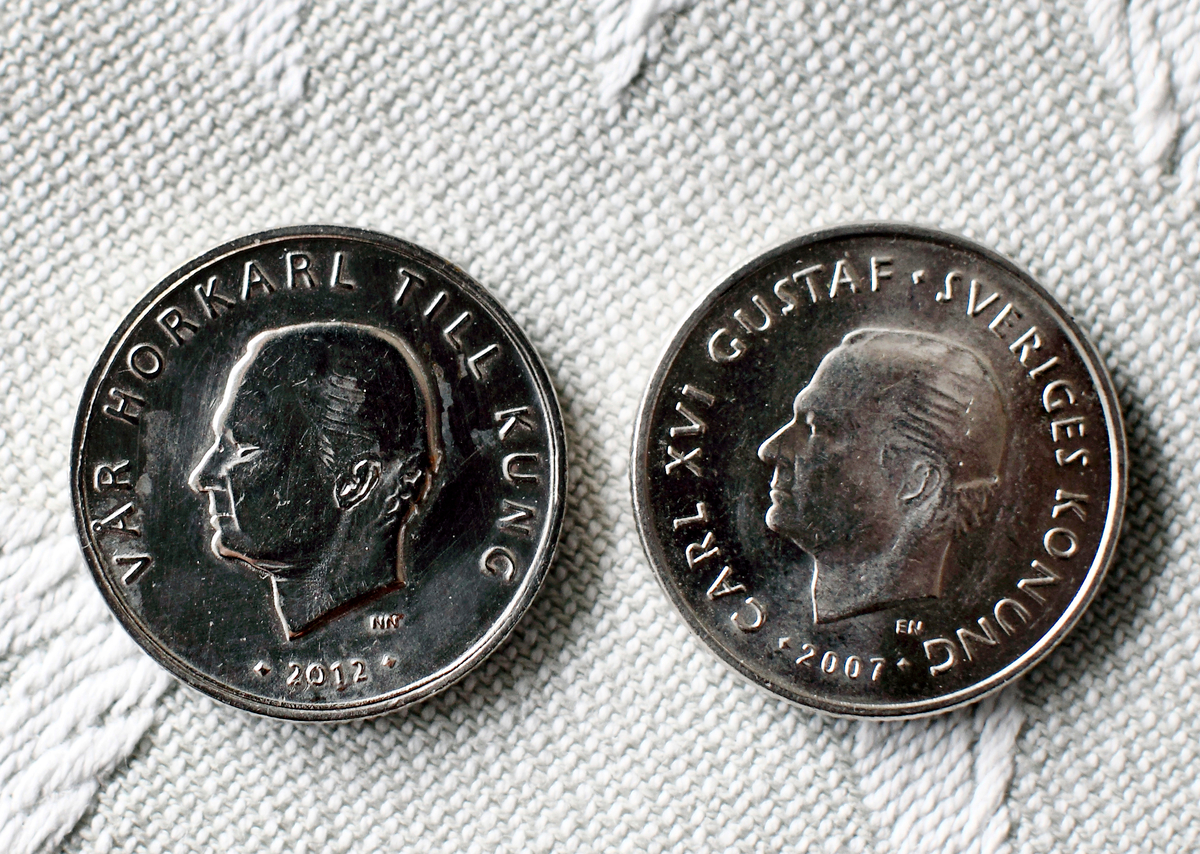 VÅR HORKARL TILL KUNG
NN
2012
CARL XVI GUSTAF · SVERIGES KONUNG
EN
2007